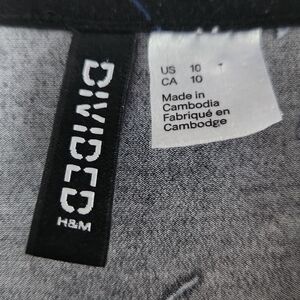 DIVIDED
H&M
US 10
CA 10
Made in
Cambodia
Fabriqué en
Cambodge